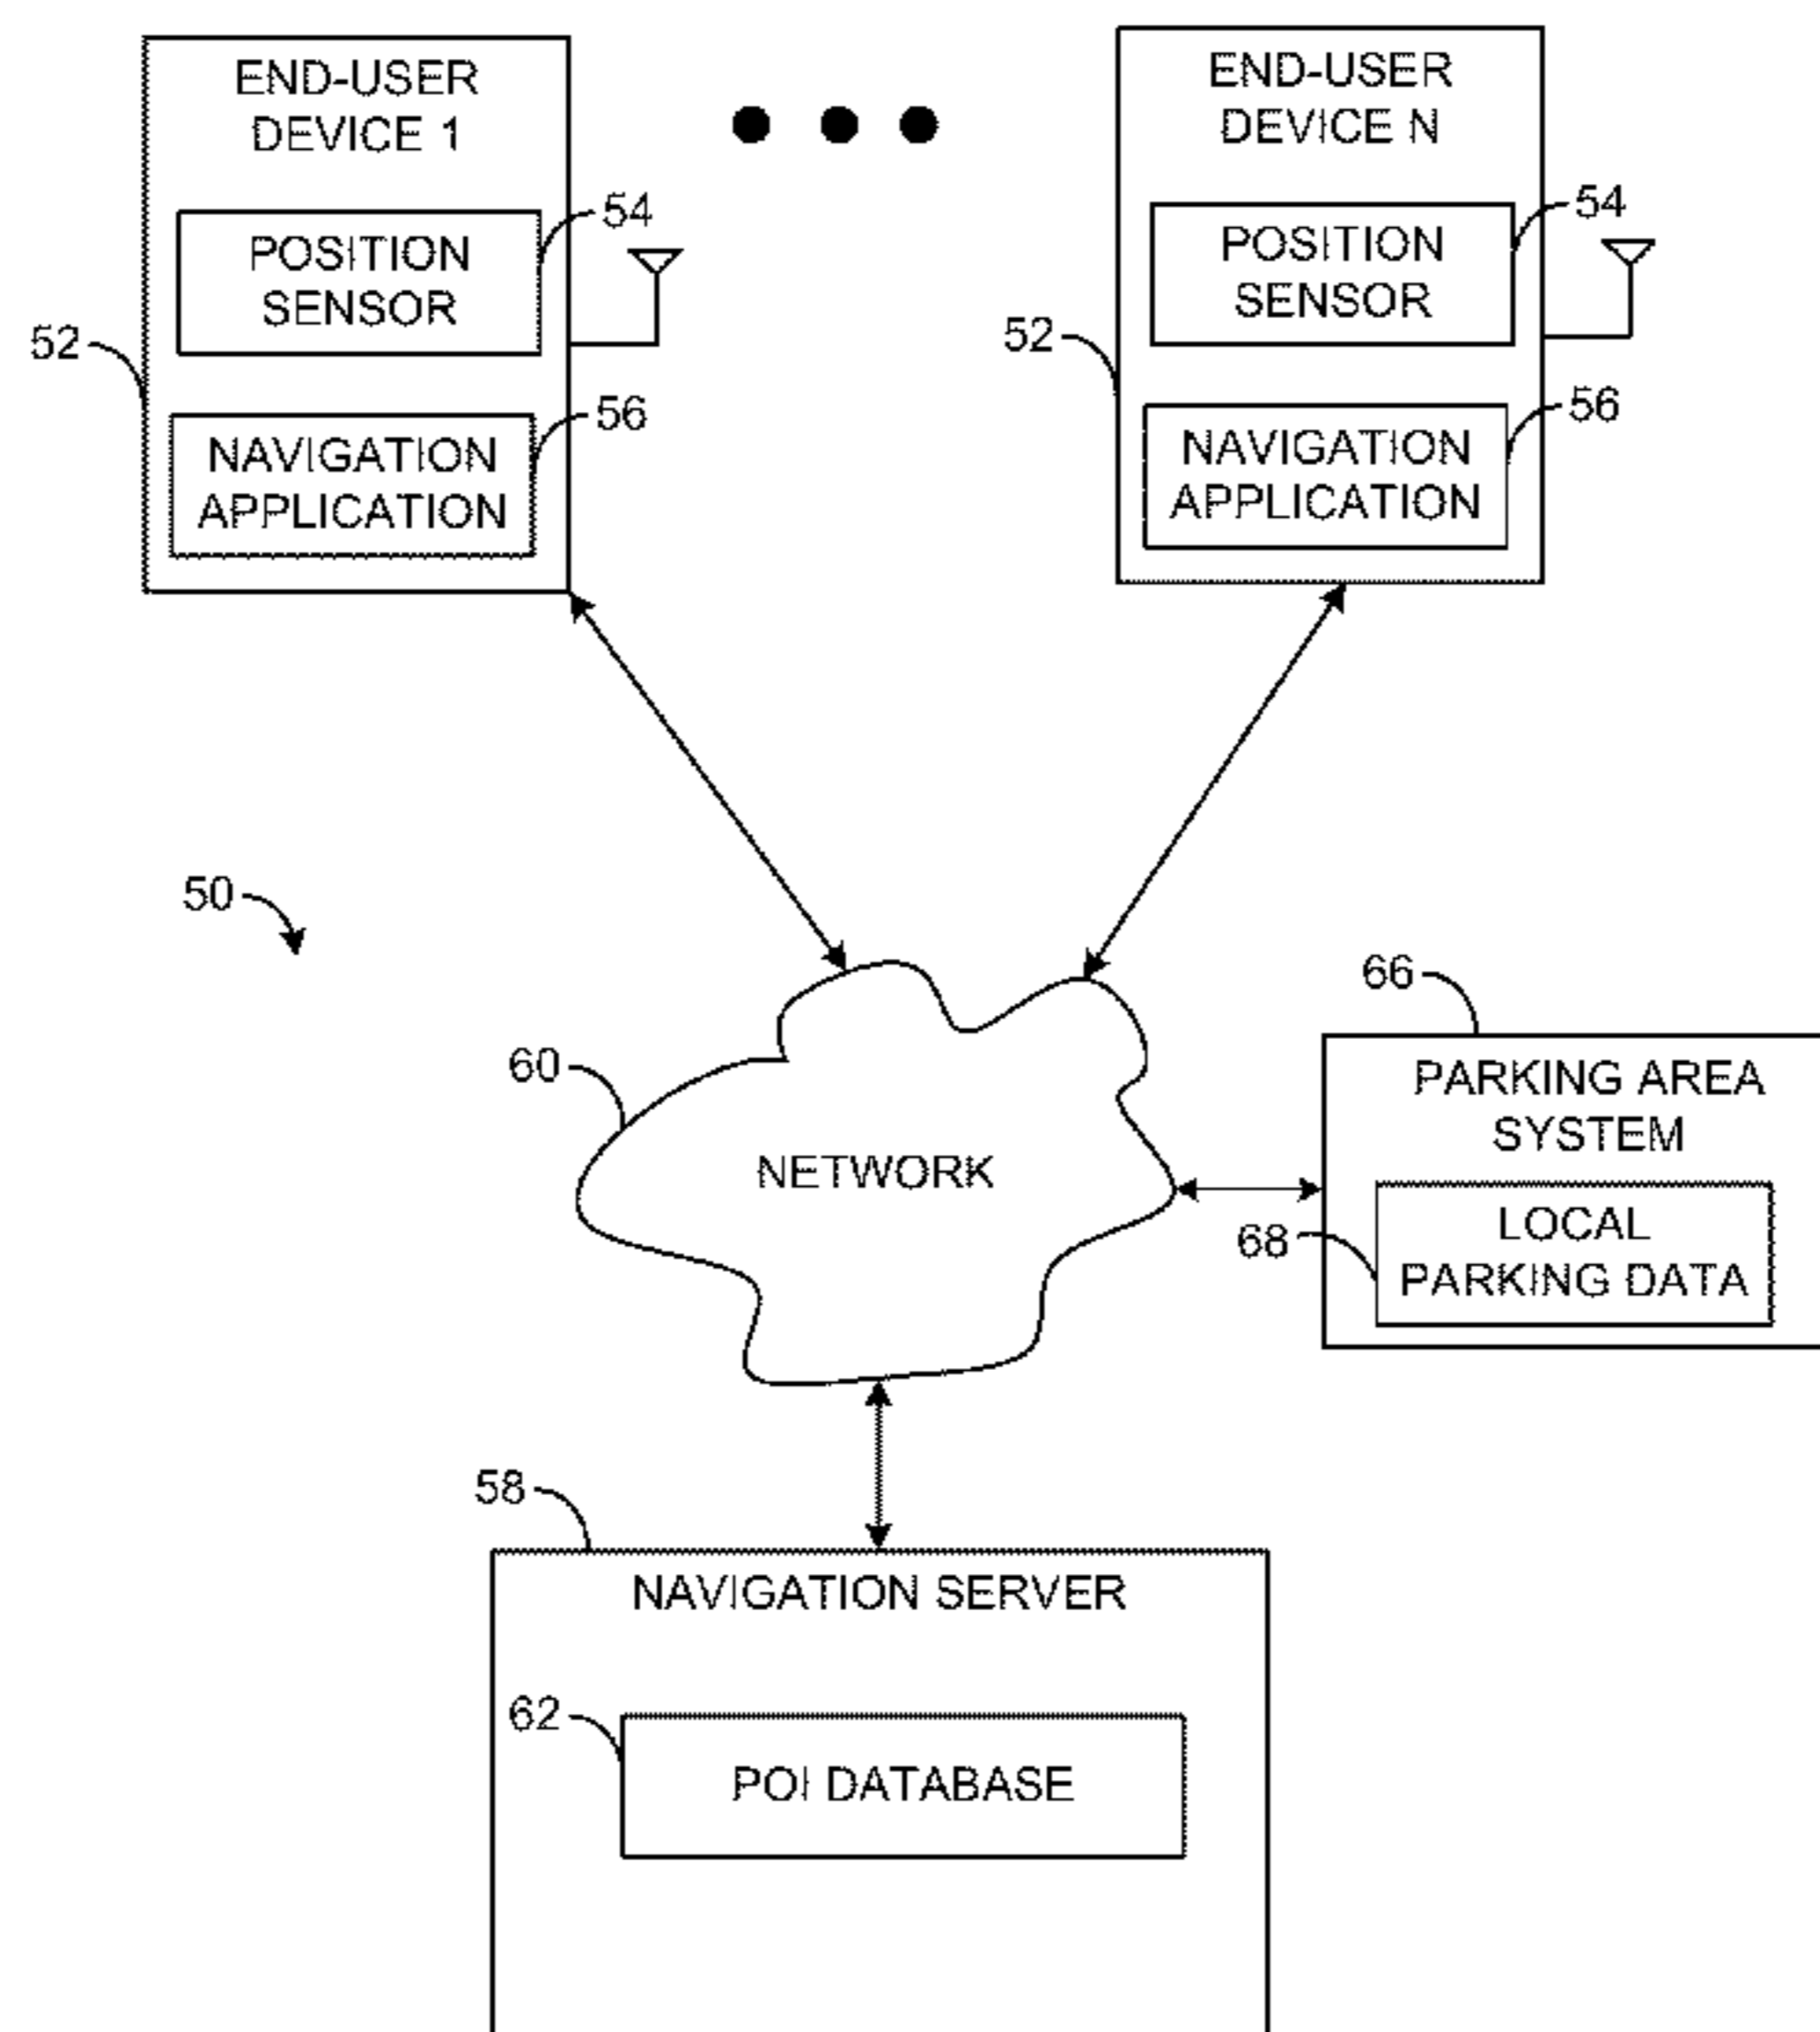 END-USER
DEVICE 1
POSITION
SENSOR
54
52
NAVIGATION
APPLICATION
56
END-USER
DEVICE N
POSITION
SENSOR
54
52
NAVIGATION
APPLICATION
56
50
60
NETWORK
66
PARKING AREA
SYSTEM
68
LOCAL
PARKING DATA
58
NAVIGATION SERVER
62
POI DATABASE